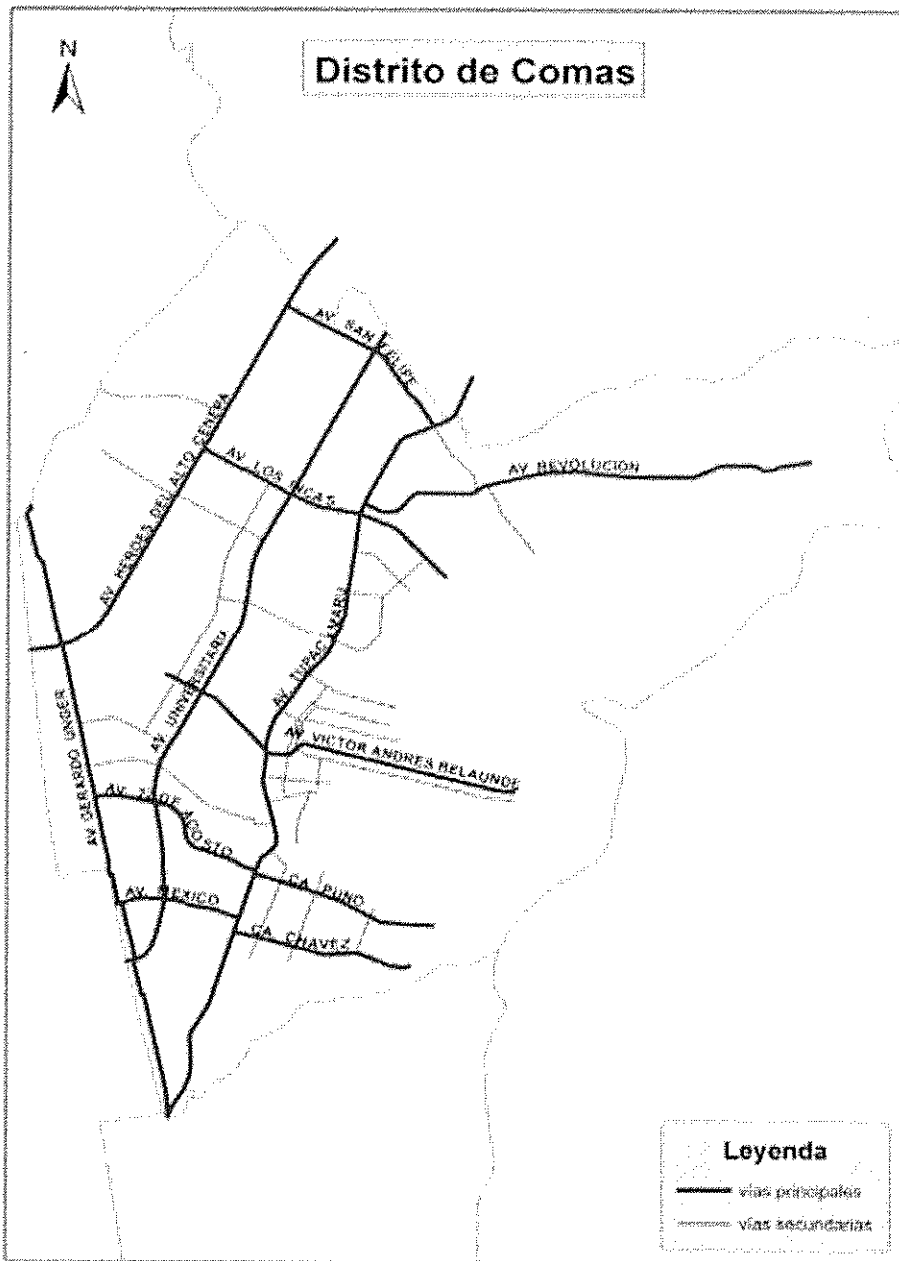 N
Distrito de Comas
AV. SAN FELIPE
AV. HEROES DEL ALTO CENEPA
AV. LOS INCAS
AV. REVOLUCION
AV. TUPAC AMARU
AV. UNIVERSITARIA
AV. VICTOR ANDRES BELAUNDE
AV. GERARDO UNGER
AV. DE AGOSTO
CA. PUNO
AV. MEXICO
CA. CHAVEZ
Leyenda
vías principales
vías secundarias